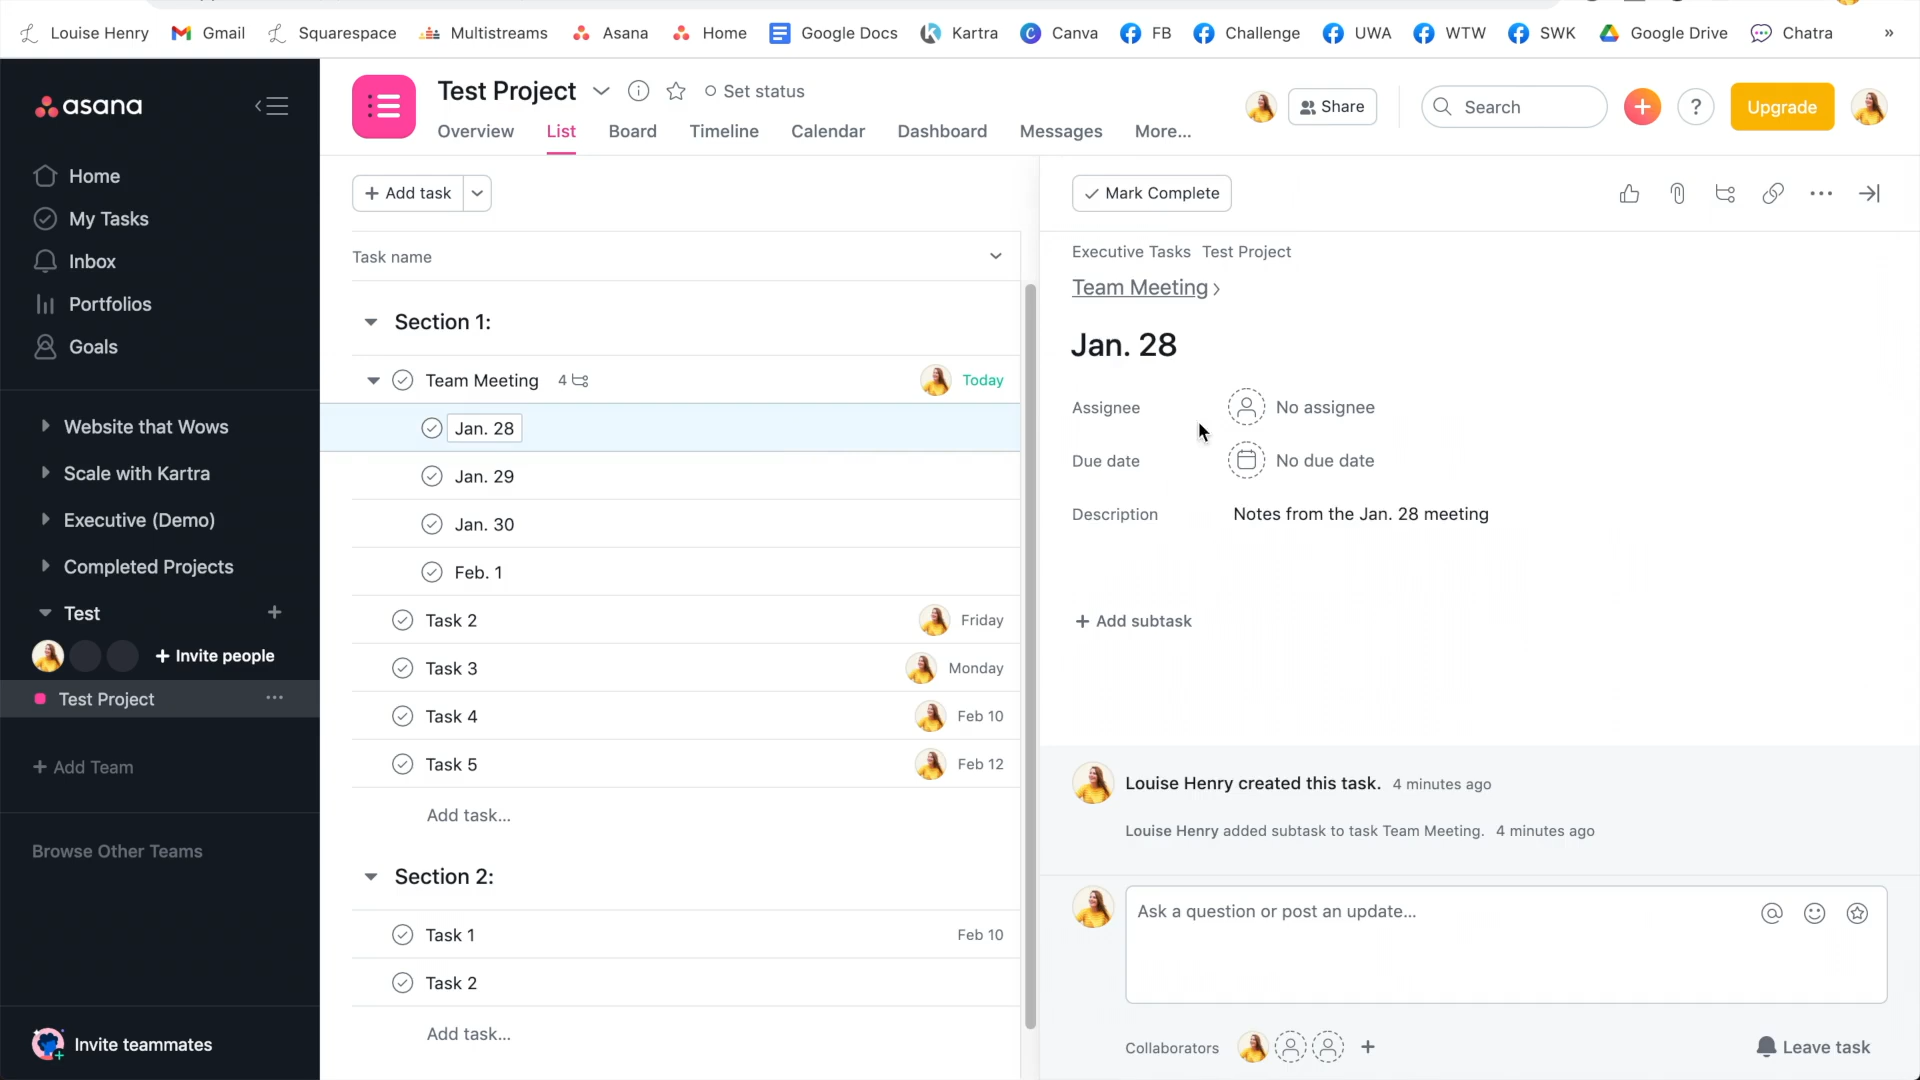 Louise Henry Gmail Squarespace Multistreams Asana Home Google Docs Kartra Canva FB Challenge UWA WTW SWK Google Drive Chatra »
asana
Home
My Tasks
Inbox
Portfolios
Goals
Website that Wows
Scale with Kartra
Executive (Demo)
Completed Projects
Test +
+ Invite people
Test Project ...
+ Add Team
Browse Other Teams
Invite teammates
Test Project Set status
Overview List Board Timeline Calendar Dashboard Messages More...
Share Search + ? Upgrade
+ Add task
Task name
Section 1:
Team Meeting 4 Today
Jan. 28
Jan. 29
Jan. 30
Feb. 1
Task 2 Friday
Task 3 Monday
Task 4 Feb 10
Task 5 Feb 12
Add task...
Section 2:
Task 1 Feb 10
Task 2
Add task...
Mark Complete
Executive Tasks Test Project
Team Meeting ›
Jan. 28
Assignee No assignee
Due date No due date
Description Notes from the Jan. 28 meeting
+ Add subtask
Louise Henry created this task. 4 minutes ago
Louise Henry added subtask to task Team Meeting. 4 minutes ago
Ask a question or post an update...
Collaborators + Leave task